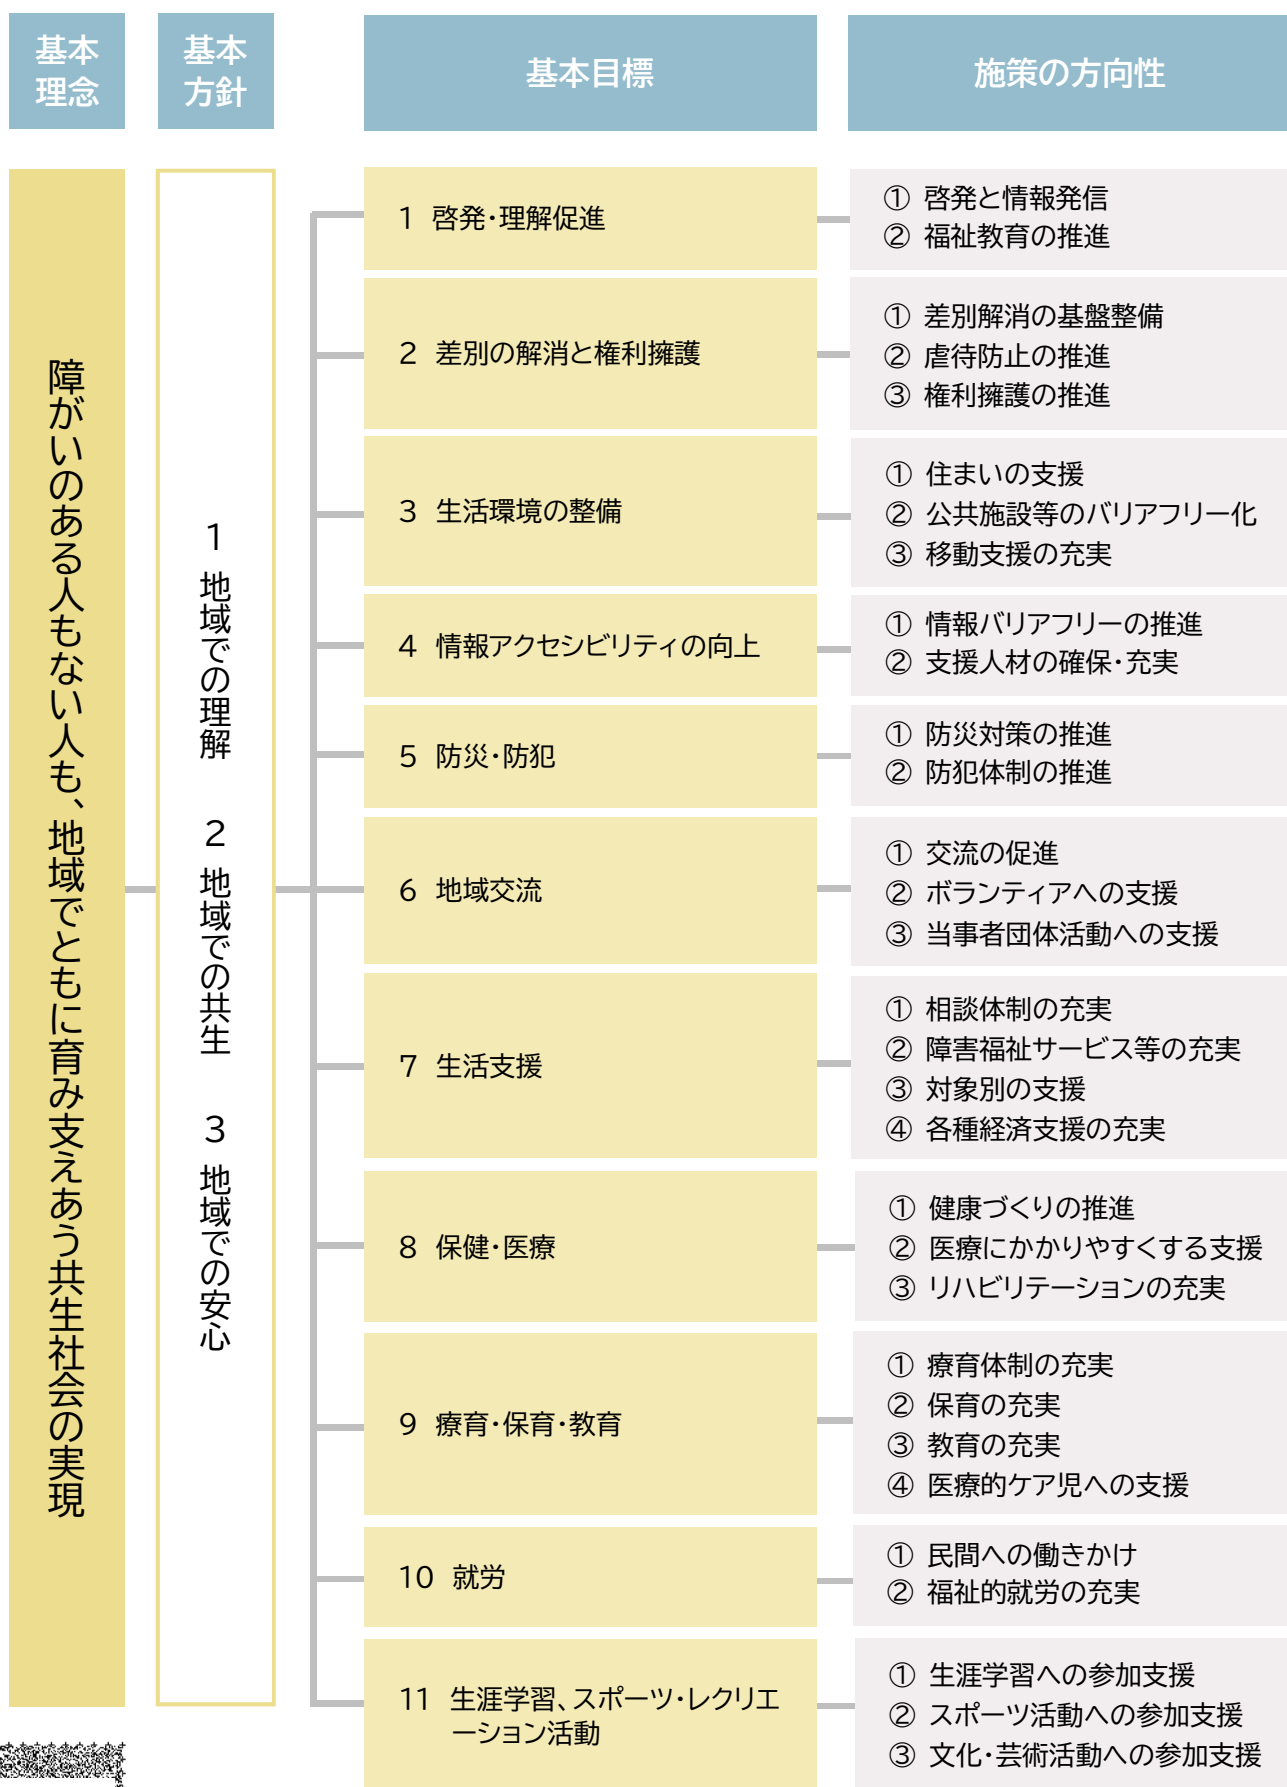 基本
理念
基本
方針
基本目標
施策の方向性
障がいのある人もない人も、地域でともに育み支えあう共生社会の実現
1 地域での理解 2 地域での共生 3 地域での安心
1 啓発・理解促進
① 啓発と情報発信
② 福祉教育の推進
2 差別の解消と権利擁護
① 差別解消の基盤整備
② 虐待防止の推進
③ 権利擁護の推進
3 生活環境の整備
① 住まいの支援
② 公共施設等のバリアフリー化
③ 移動支援の充実
4 情報アクセシビリティの向上
① 情報バリアフリーの推進
② 支援人材の確保・充実
5 防災・防犯
① 防災対策の推進
② 防犯体制の推進
6 地域交流
① 交流の促進
② ボランティアへの支援
③ 当事者団体活動への支援
7 生活支援
① 相談体制の充実
② 障害福祉サービス等の充実
③ 対象別の支援
④ 各種経済支援の充実
8 保健・医療
① 健康づくりの推進
② 医療にかかりやすくする支援
③ リハビリテーションの充実
9 療育・保育・教育
① 療育体制の充実
② 保育の充実
③ 教育の充実
④ 医療的ケア児への支援
10 就労
① 民間への働きかけ
② 福祉的就労の充実
11 生涯学習、スポーツ・レクリエ
ーション活動
① 生涯学習への参加支援
② スポーツ活動への参加支援
③ 文化・芸術活動への参加支援